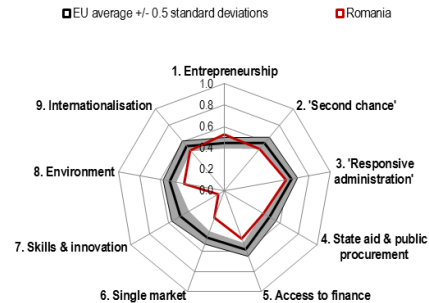 EU average +/- 0.5 standard deviations
Romania
1. Entrepreneurship
1.0
9. Internationalisation
2. 'Second chance'
0.8
0.6
0.4
8. Environment
3. 'Responsive
administration'
0.2
0.0
7. Skills & innovation
4. State aid & public
procurement
6. Single market
5. Access to finance